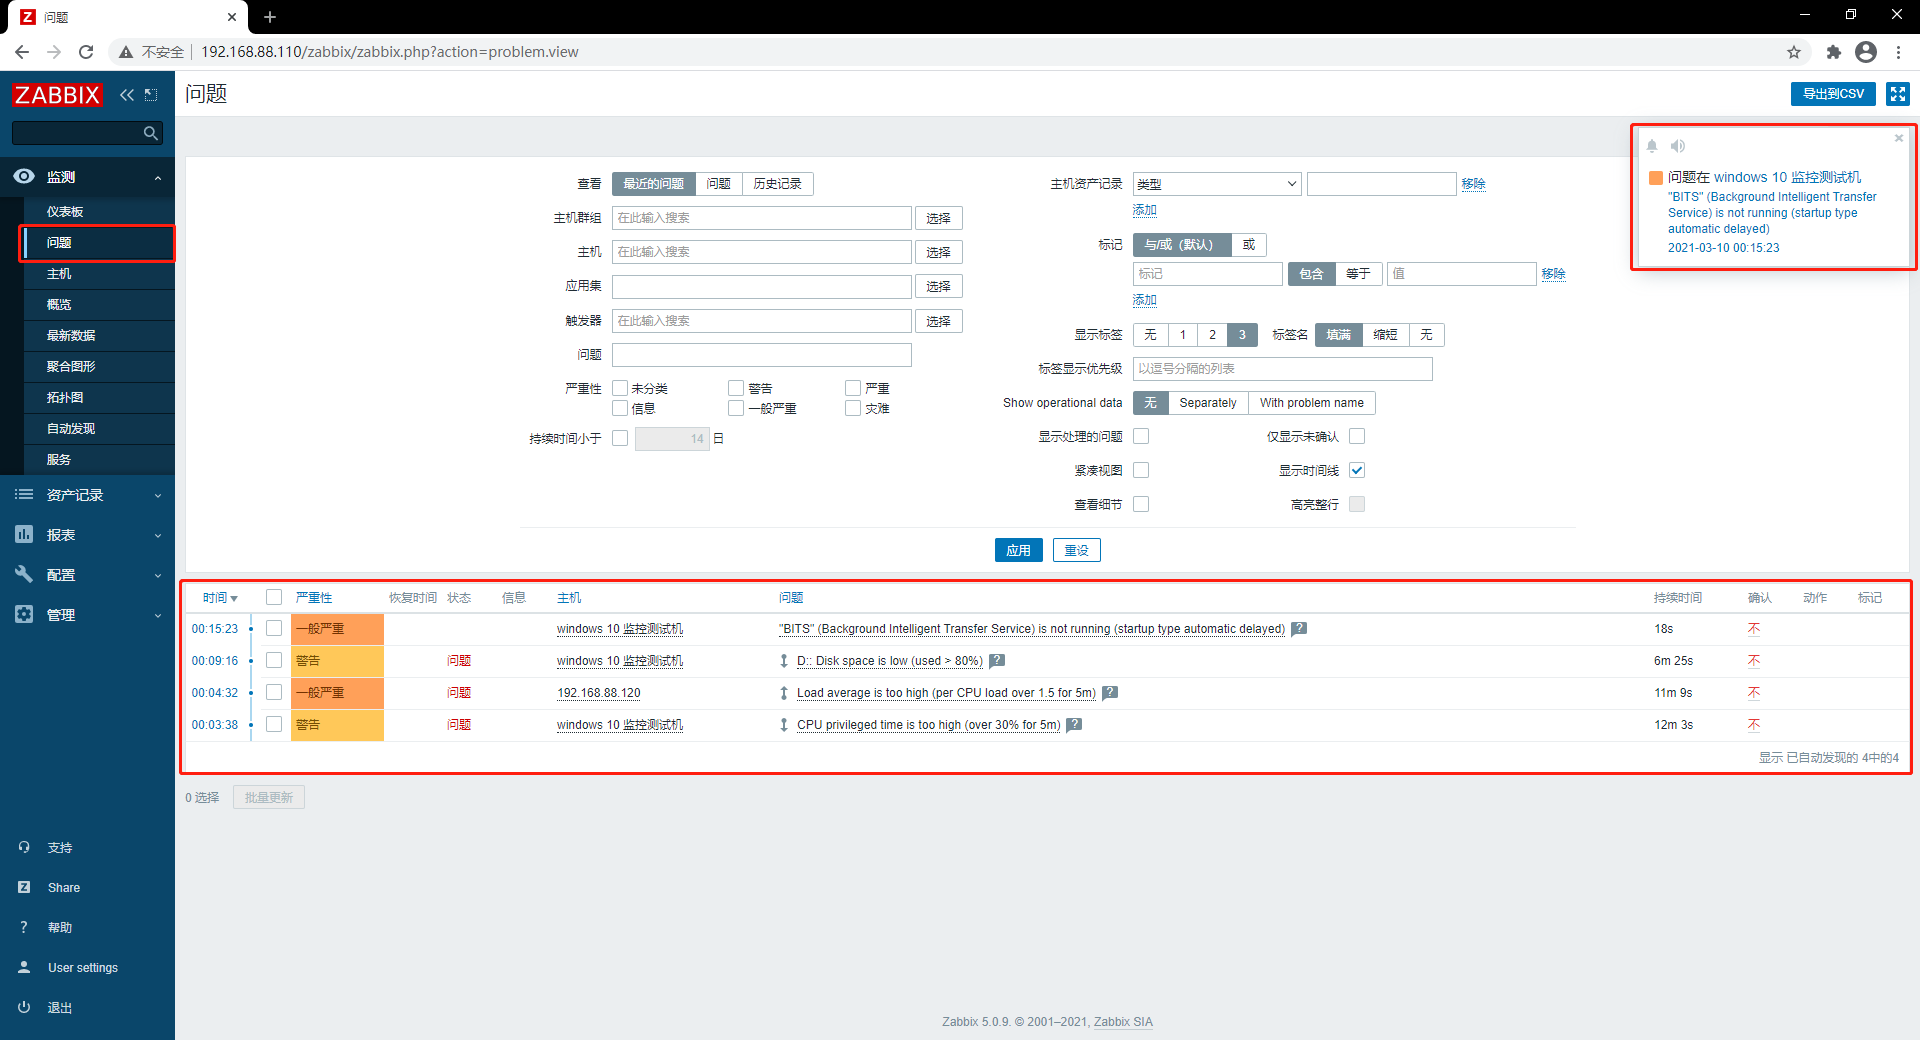 问题
不安全 192.168.88.110/zabbix/zabbix.php?action=problem.view
ZABBIX
监测
仪表板
问题
主机
概览
最新数据
聚合图形
拓扑图
自动发现
服务
资产记录
报表
配置
管理
支持
Share
帮助
User settings
退出
问题
导出到CSV
查看 最近的问题 问题 历史记录
主机群组 在此输入搜索 选择
主机 在此输入搜索 选择
应用集 选择
触发器 在此输入搜索 选择
问题
严重性 未分类 警告 严重
信息 一般严重 灾难
持续时间小于 14 日
主机资产记录 类型 移除
添加
标记 与/或（默认） 或
标记 包含 等于 值 移除
添加
显示标签 无 1 2 3 标签名 填满 缩短 无
标签显示优先级 以逗号分隔的列表
Show operational data 无 Separately With problem name
显示处理的问题 仅显示未确认
紧凑视图 显示时间线
查看细节 高亮整行
应用 重设
问题在 windows 10 监控测试机
"BITS" (Background Intelligent Transfer
Service) is not running (startup type
automatic delayed)
2021-03-10 00:15:23
时间 严重性 恢复时间 状态 信息 主机 问题 持续时间 确认 动作 标记
00:15:23 一般严重 windows 10 监控测试机 "BITS" (Background Intelligent Transfer Service) is not running (startup type automatic delayed) ? 18s 不
00:09:16 警告 问题 windows 10 监控测试机 D:: Disk space is low (used > 80%) ? 6m 25s 不
00:04:32 一般严重 问题 192.168.88.120 Load average is too high (per CPU load over 1.5 for 5m) ? 11m 9s 不
00:03:38 警告 问题 windows 10 监控测试机 CPU privileged time is too high (over 30% for 5m) ? 12m 3s 不
显示 已自动发现的 4中的4
0 选择 批量更新
Zabbix 5.0.9. © 2001–2021, Zabbix SIA